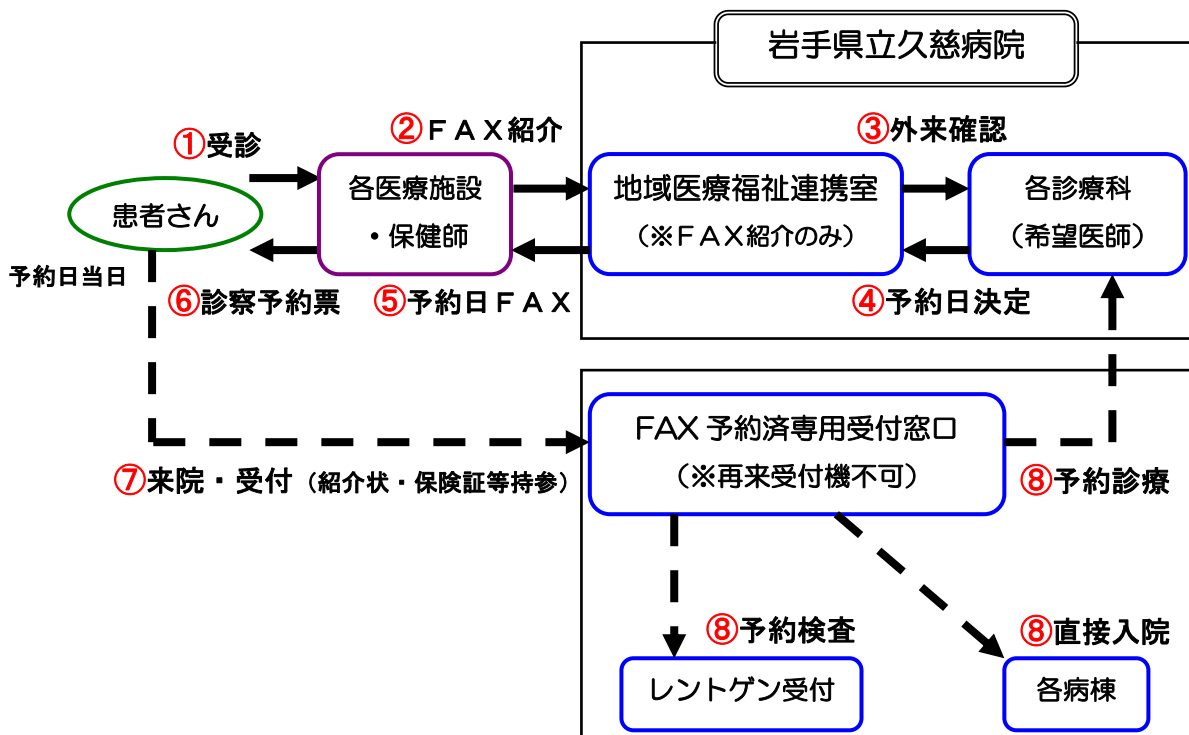 岩手県立久慈病院
①受診
②ＦＡＸ紹介
③外来確認
患者さん
各医療施設
・保健師
地域医療福祉連携室
（※ＦＡＸ紹介のみ）
各診療科
（希望医師）
予約日当日
⑥診察予約票
⑤予約日ＦＡＸ
④予約日決定
FAX 予約済専用受付窓口
（※再来受付機不可）
⑦来院・受付（紹介状・保険証等持参）
⑧予約診療
⑧予約検査
⑧直接入院
レントゲン受付
各病棟